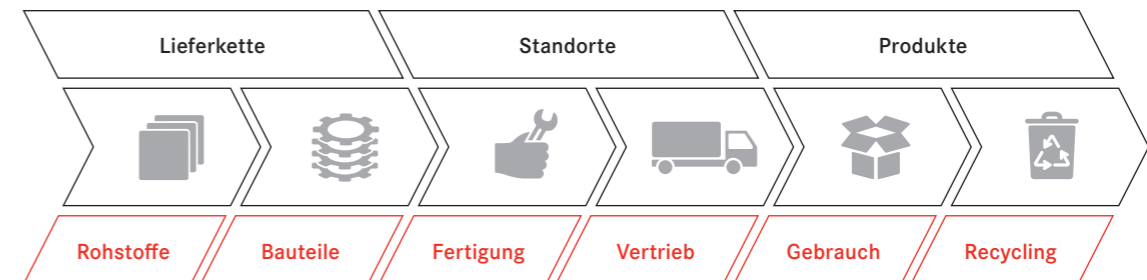 Lieferkette
Standorte
Produkte
Rohstoffe
Bauteile
Fertigung
Vertrieb
Gebrauch
Recycling